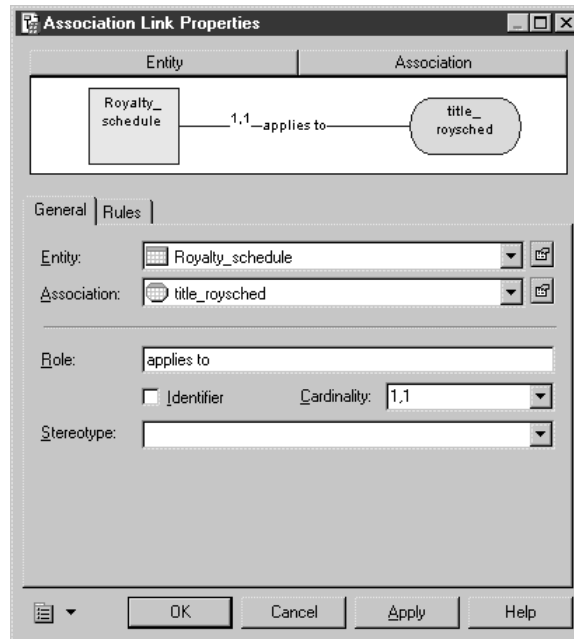 Association Link Properties
Entity Association
Royalty_
schedule
1,1 applies to
title_
roysched
General Rules
Entity: Royalty_schedule
Association: title_roysched
Role: applies to
Identifier Cardinality: 1,1
Stereotype:
OK Cancel Apply Help